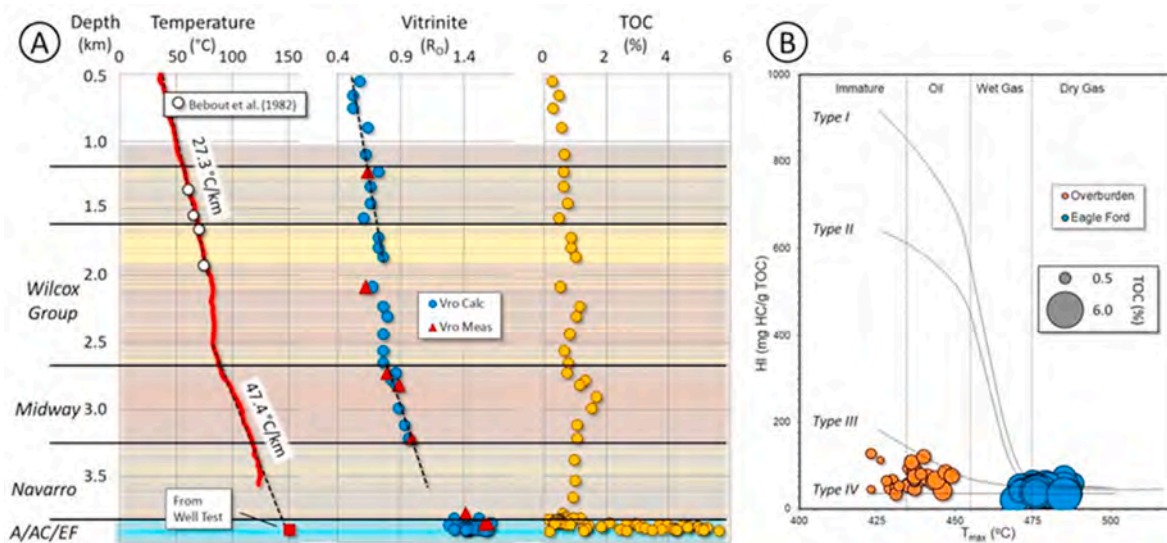 A
Depth
(km)
Temperature
(°C)
Vitrinite
(RO)
TOC
(%)
0 50 100 150
0.4 0.9 1.4
0 1 2 3 4 5 6
0.5
1.0
1.5
2.0
2.5
3.0
3.5
Wilcox
Group
Midway
Navarro
A/AC/EF
Bebout et al. (1982)
27.3 °C/km
47.4 °C/km
From
Well Test
Vro Calc
Vro Meas
B
Immature Oil Wet Gas Dry Gas
1000
800
600
400
200
0
HI (mg HC/g TOC)
Type I
Type II
Type III
Type IV
Overburden
Eagle Ford
0.5
6.0
TOC (%)
400 425 450 475 500
Tmax (°C)